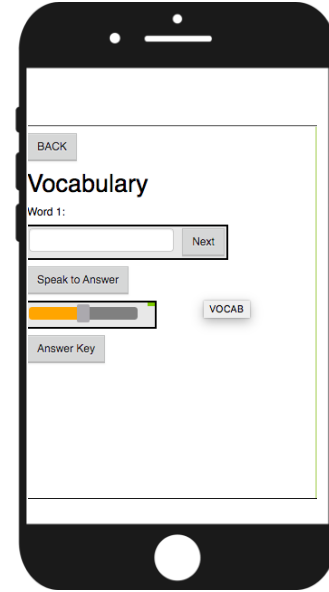 BACK
Vocabulary
Word 1:
Next
Speak to Answer
VOCAB
Answer Key